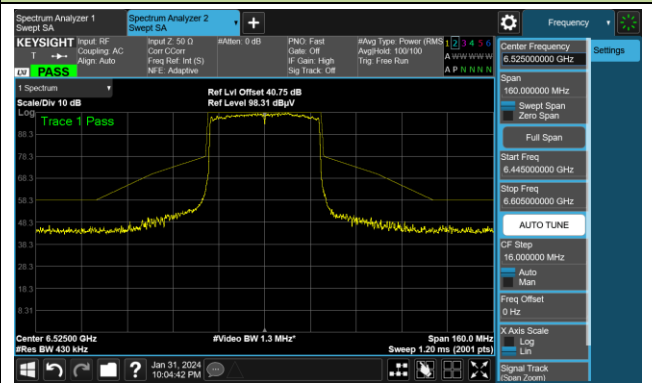 Spectrum Analyzer 1
Swept SA
Spectrum Analyzer 2
Swept SA
Frequency
KEYSIGHT
Input: RF
Coupling: AC
Align: Auto
Input Z: 50 Ω
Corr CCorr
Freq Ref: Int (S)
NFE: Adaptive
#Atten: 0 dB
PNO: Fast
Gate: Off
IF Gain: High
Sig Track: Off
#Avg Type: Power (RMS
Avg|Hold: 100/100
Trig: Free Run
1 2 3 4 5 6
A W W W W W
A P N N N N
LXI PASS
1 Spectrum
Scale/Div 10 dB
Ref Lvl Offset 40.75 dB
Ref Level 98.31 dBµV
Log
Trace 1 Pass
88.3
78.3
68.3
58.3
48.3
38.3
28.3
18.3
8.31
Center 6.52500 GHz
#Res BW 430 kHz
#Video BW 1.3 MHz*
Span 160.0 MHz
Sweep 1.20 ms (2001 pts)
Center Frequency
6.525000000 GHz
Settings
Span
160.000000 MHz
Swept Span
Zero Span
Full Span
Start Freq
6.445000000 GHz
Stop Freq
6.605000000 GHz
AUTO TUNE
CF Step
16.000000 MHz
Auto
Man
Freq Offset
0 Hz
X Axis Scale
Log
Lin
Signal Track
(Span Zoom)
Jan 31, 2024
10:04:42 PM